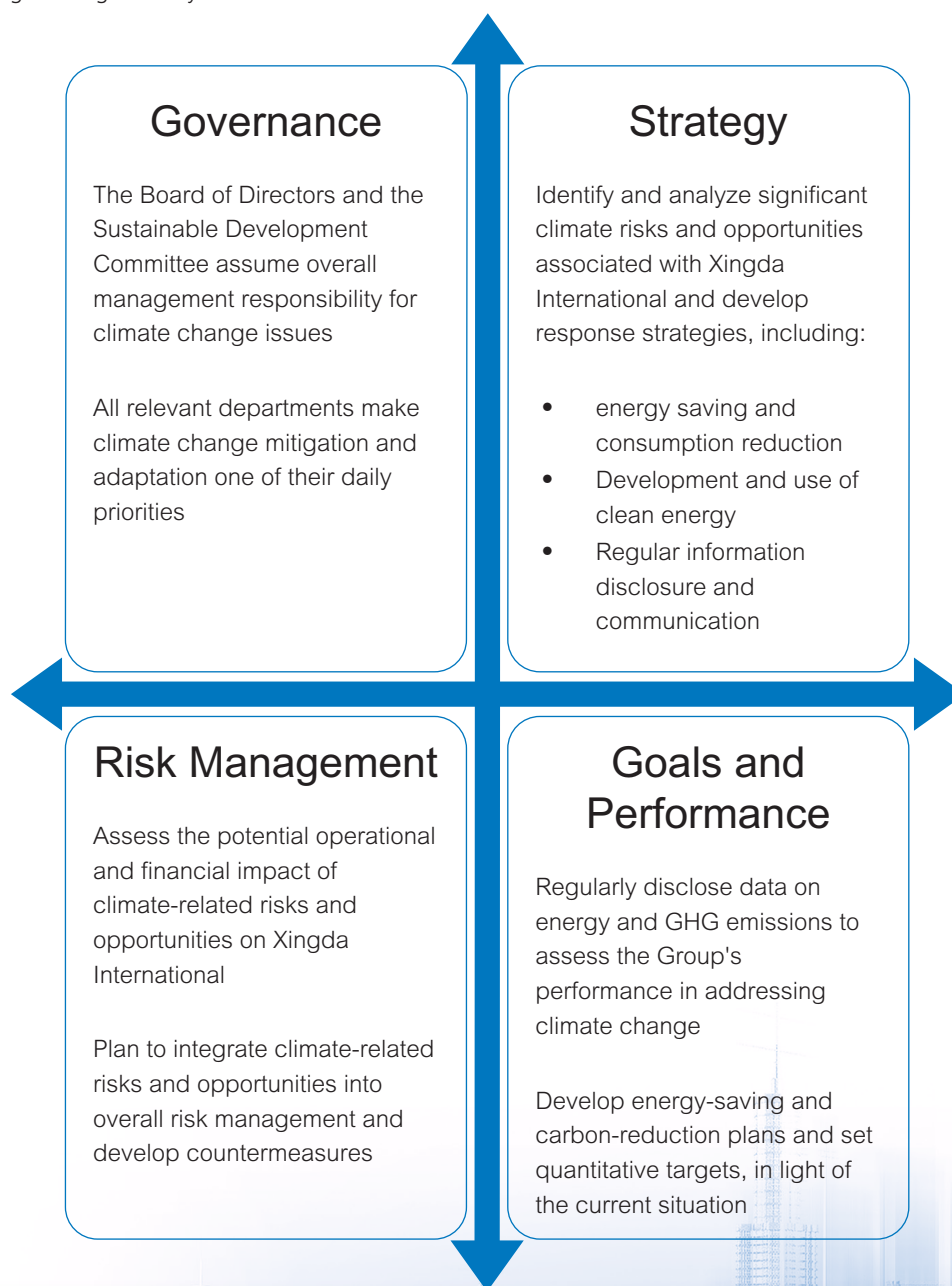 Governance
The Board of Directors and the
Sustainable Development
Committee assume overall
management responsibility for
climate change issues
All relevant departments make
climate change mitigation and
adaptation one of their daily
priorities
Strategy
Identify and analyze significant
climate risks and opportunities
associated with Xingda
International and develop
response strategies, including:
• energy saving and
consumption reduction
• Development and use of
clean energy
• Regular information
disclosure and
communication
Risk Management
Assess the potential operational
and financial impact of
climate-related risks and
opportunities on Xingda
International
Plan to integrate climate-related
risks and opportunities into
overall risk management and
develop countermeasures
Goals and
Performance
Regularly disclose data on
energy and GHG emissions to
assess the Group's
performance in addressing
climate change
Develop energy-saving and
carbon-reduction plans and set
quantitative targets, in light of
the current situation